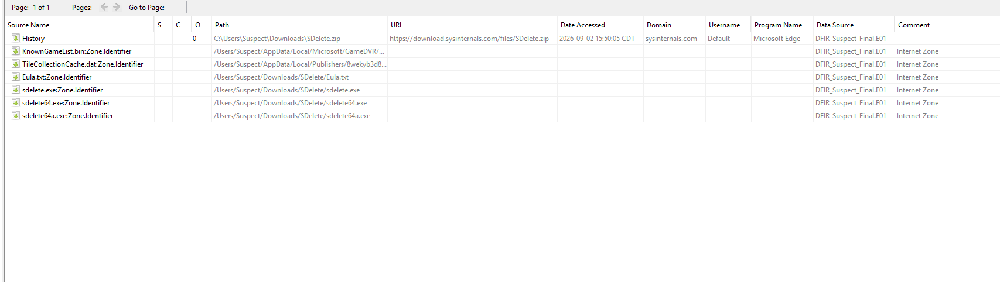 Page: 1 of 1 Pages: Go to Page:
Source Name S C O Path URL Date Accessed Domain Username Program Name Data Source Comment
History 0 C:\Users\Suspect\Downloads\SDelete.zip https://download.sysinternals.com/files/SDelete.zip 2026-09-02 15:50:05 CDT sysinternals.com Default Microsoft Edge DFIR_Suspect_Final.E01
KnownGameList.bin:Zone.Identifier /Users/Suspect/AppData/Local/Microsoft/GameDVR/... DFIR_Suspect_Final.E01 Internet Zone
TileCollectionCache.dat:Zone.Identifier /Users/Suspect/AppData/Local/Publishers/8wekyb3d8... DFIR_Suspect_Final.E01 Internet Zone
Eula.txt:Zone.Identifier /Users/Suspect/Downloads/SDelete/Eula.txt DFIR_Suspect_Final.E01 Internet Zone
sdelete.exe:Zone.Identifier /Users/Suspect/Downloads/SDelete/sdelete.exe DFIR_Suspect_Final.E01 Internet Zone
sdelete64.exe:Zone.Identifier /Users/Suspect/Downloads/SDelete/sdelete64.exe DFIR_Suspect_Final.E01 Internet Zone
sdelete64a.exe:Zone.Identifier /Users/Suspect/Downloads/SDelete/sdelete64a.exe DFIR_Suspect_Final.E01 Internet Zone